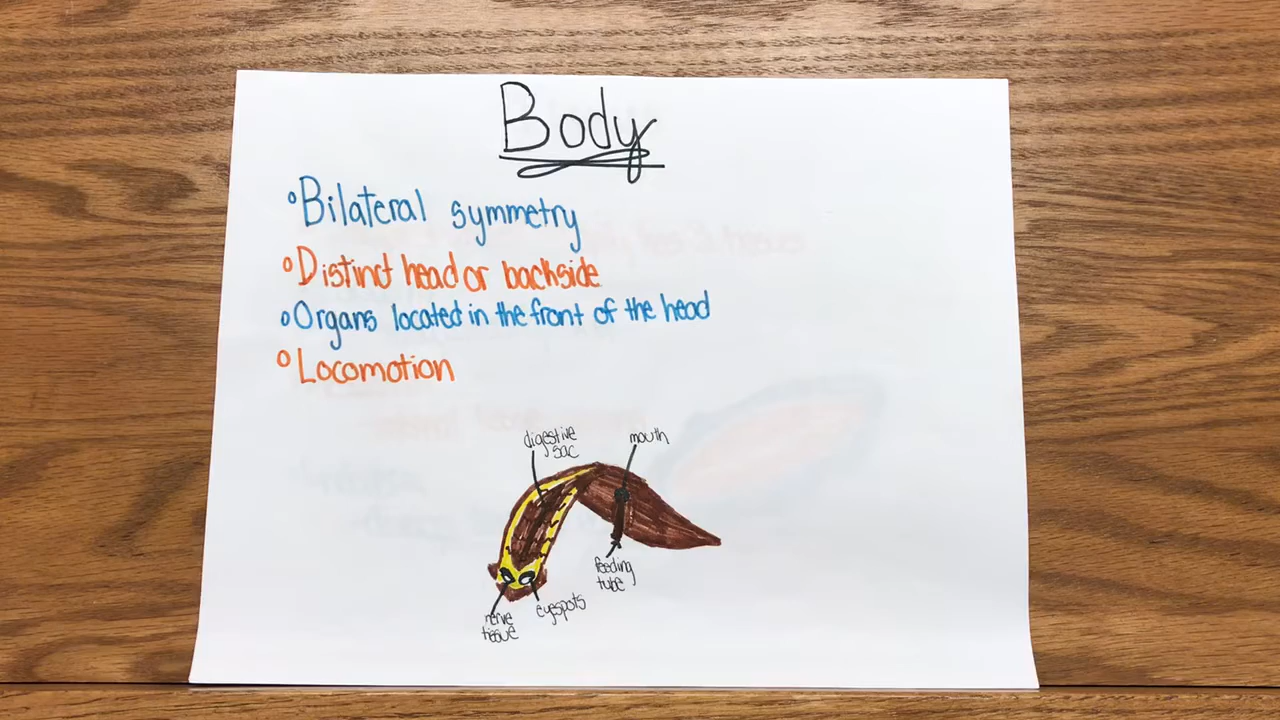 Body
Bilateral symmetry
Distinct head or backside
Organs located in the front of the head
Locomotion
digestive
sac
mouth
feeding
tube
eyespots
nerve
tissue